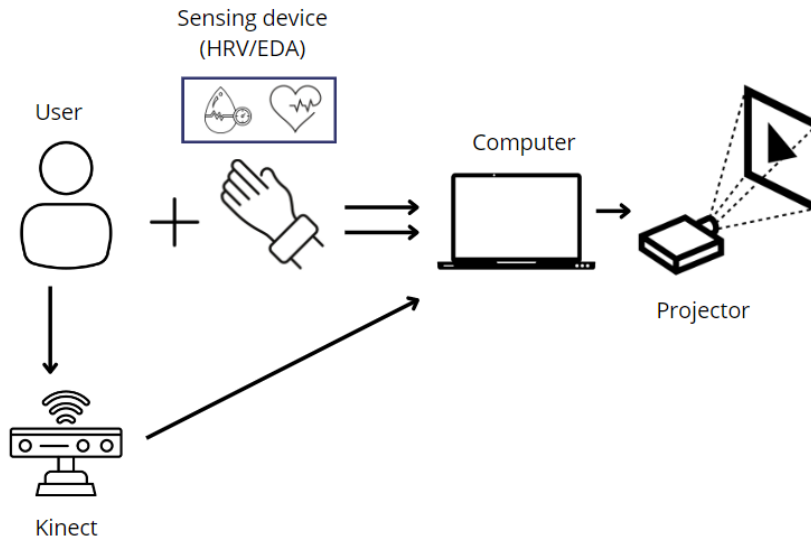 Sensing device
(HRV/EDA)
User
Computer
Projector
Kinect